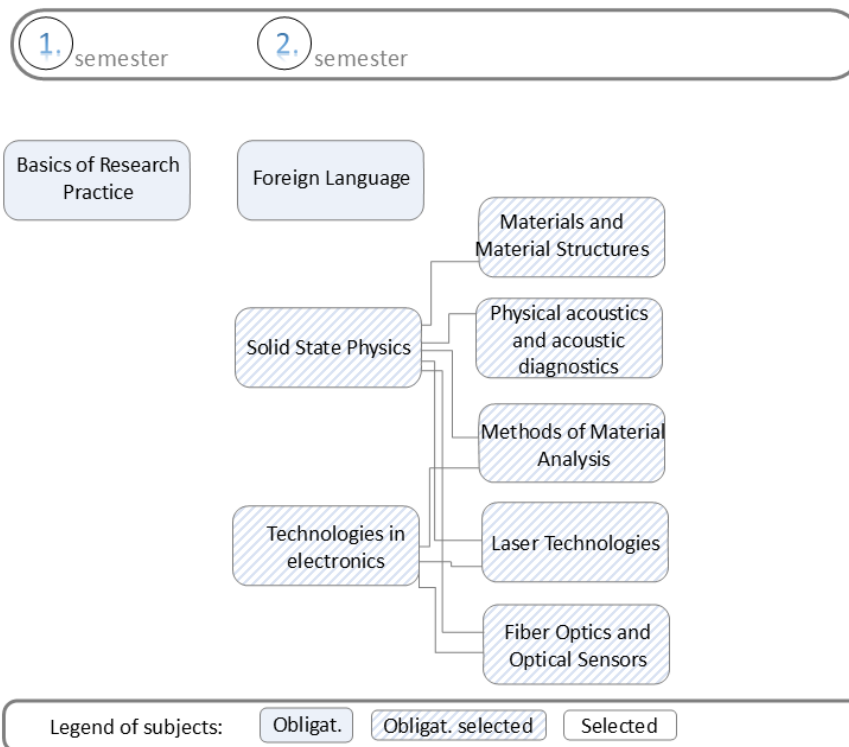 1. semester 2. semester
Basics of Research
Practice
Foreign Language
Materials and
Material Structures
Solid State Physics
Physical acoustics
and acoustic
diagnostics
Methods of Material
Analysis
Technologies in
electronics
Laser Technologies
Fiber Optics and
Optical Sensors
Legend of subjects: Obligat. Obligat. selected Selected